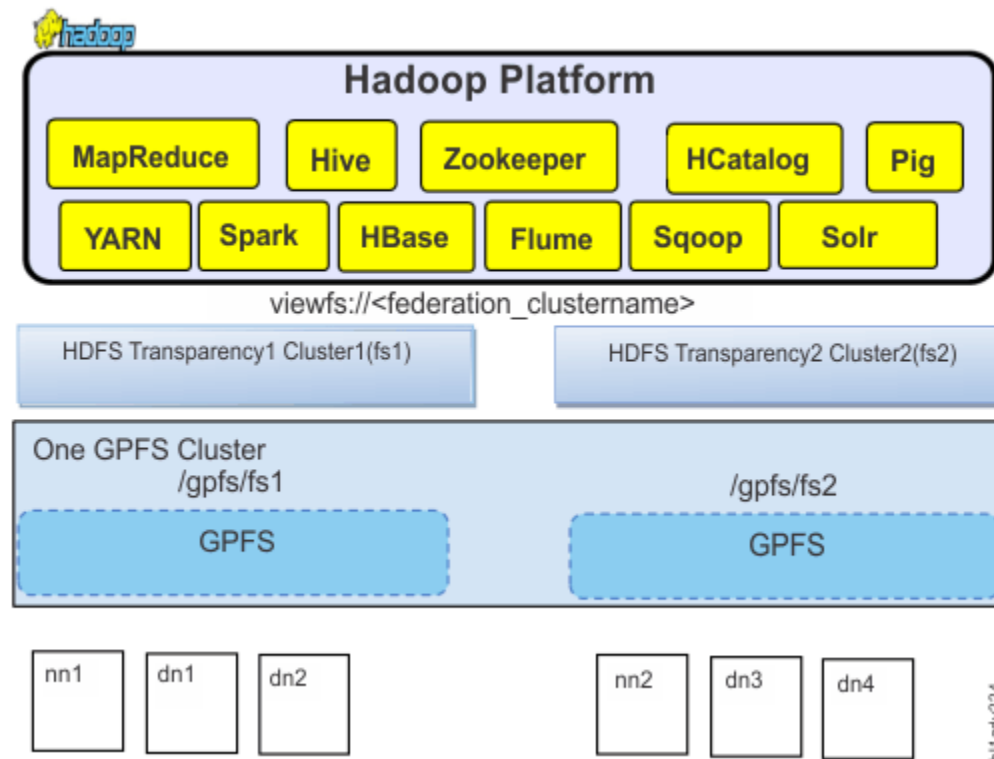 hadoop
Hadoop Platform
MapReduce Hive Zookeeper HCatalog Pig
YARN Spark HBase Flume Sqoop Solr
viewfs://<federation_clustername>
HDFS Transparency1 Cluster1(fs1) HDFS Transparency2 Cluster2(fs2)
One GPFS Cluster
/gpfs/fs1 /gpfs/fs2
GPFS GPFS
nn1 dn1 dn2 nn2 dn3 dn4